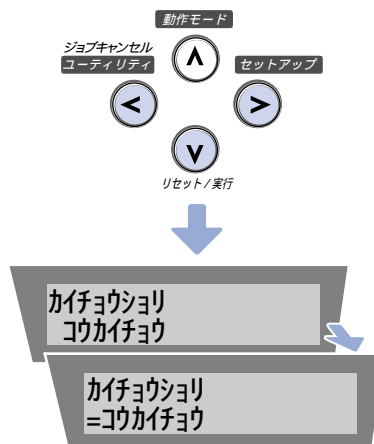 動作モード
ジョブキャンセル
ユーティリティ
セットアップ
リセット / 実行
カイチョウショリ
コウカイチョウ
カイチョウショリ
=コウカイチョウ